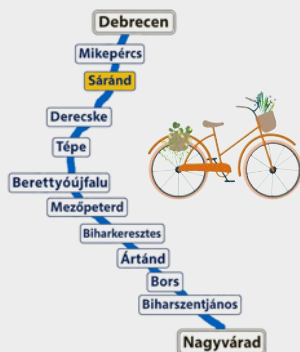 Debrecen
Mikepércs
Sáránd
Derecske
Tépe
Berettyóújfalu
Mezőpeterd
Biharkeresztes
Ártánd
Bors
Biharszentjános
Nagyvárad